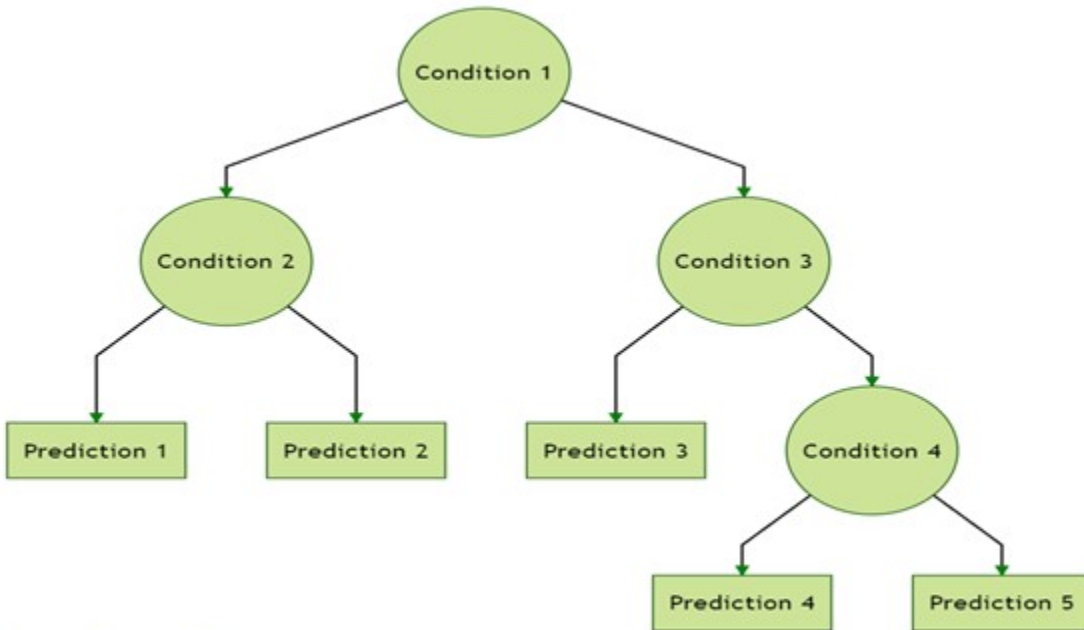 Condition 1
Condition 2
Condition 3
Prediction 1
Prediction 2
Prediction 3
Condition 4
Prediction 4
Prediction 5